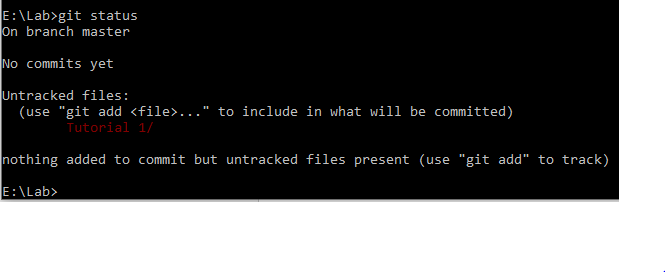 E:\Lab>git status
On branch master
No commits yet
Untracked files:
(use "git add <file>..." to include in what will be committed)
Tutorial 1/
nothing added to commit but untracked files present (use "git add" to track)
E:\Lab>